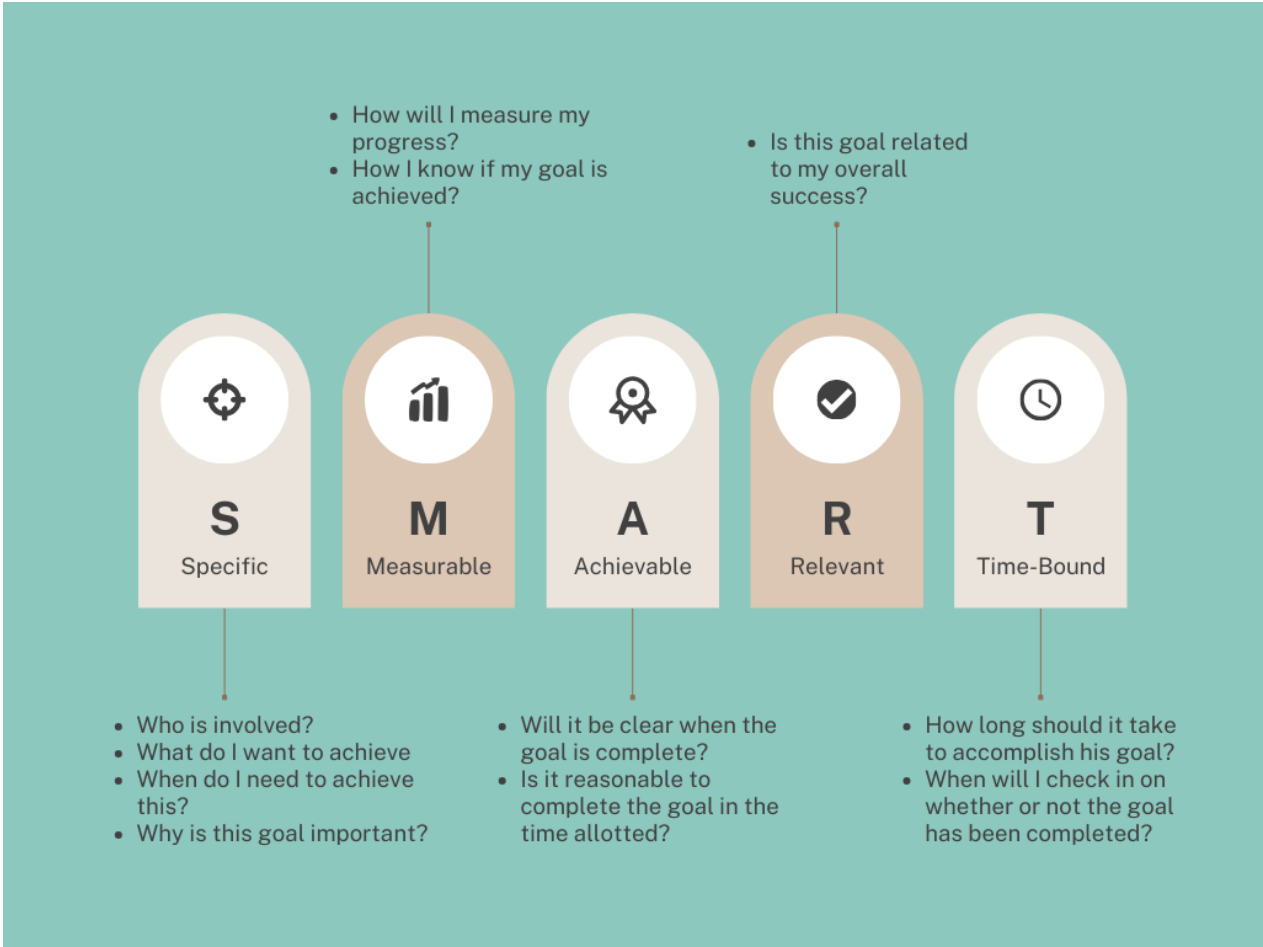 • How will I measure my
progress?
• How I know if my goal is
achieved?
• Is this goal related
to my overall
success?
S
Specific
M
Measurable
A
Achievable
R
Relevant
T
Time-Bound
• Who is involved?
• What do I want to achieve
• When do I need to achieve
this?
• Why is this goal important?
• Will it be clear when the
goal is complete?
• Is it reasonable to
complete the goal in the
time allotted?
• How long should it take
to accomplish his goal?
• When will I check in on
whether or not the goal
has been completed?